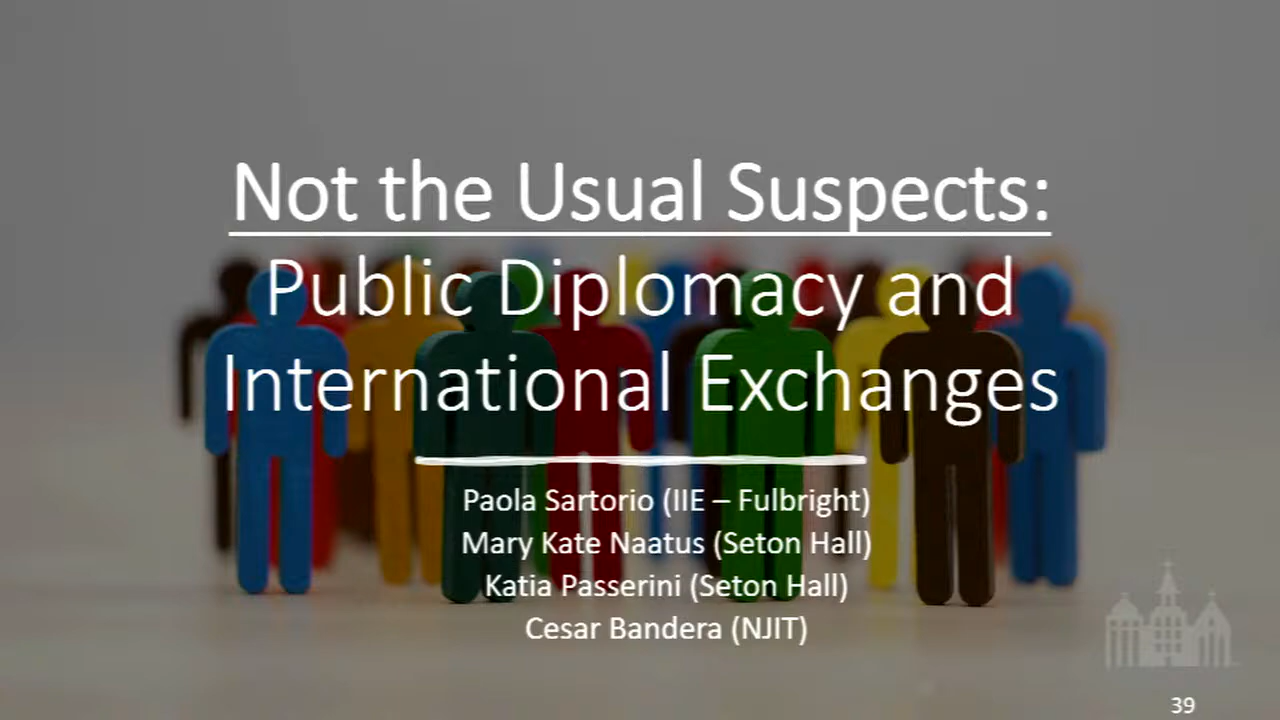 Not the Usual Suspects:
Public Diplomacy and
International Exchanges
Paola Sartorio (IIE – Fulbright)
Mary Kate Naatus (Seton Hall)
Katia Passerini (Seton Hall)
Cesar Bandera (NJIT)
39